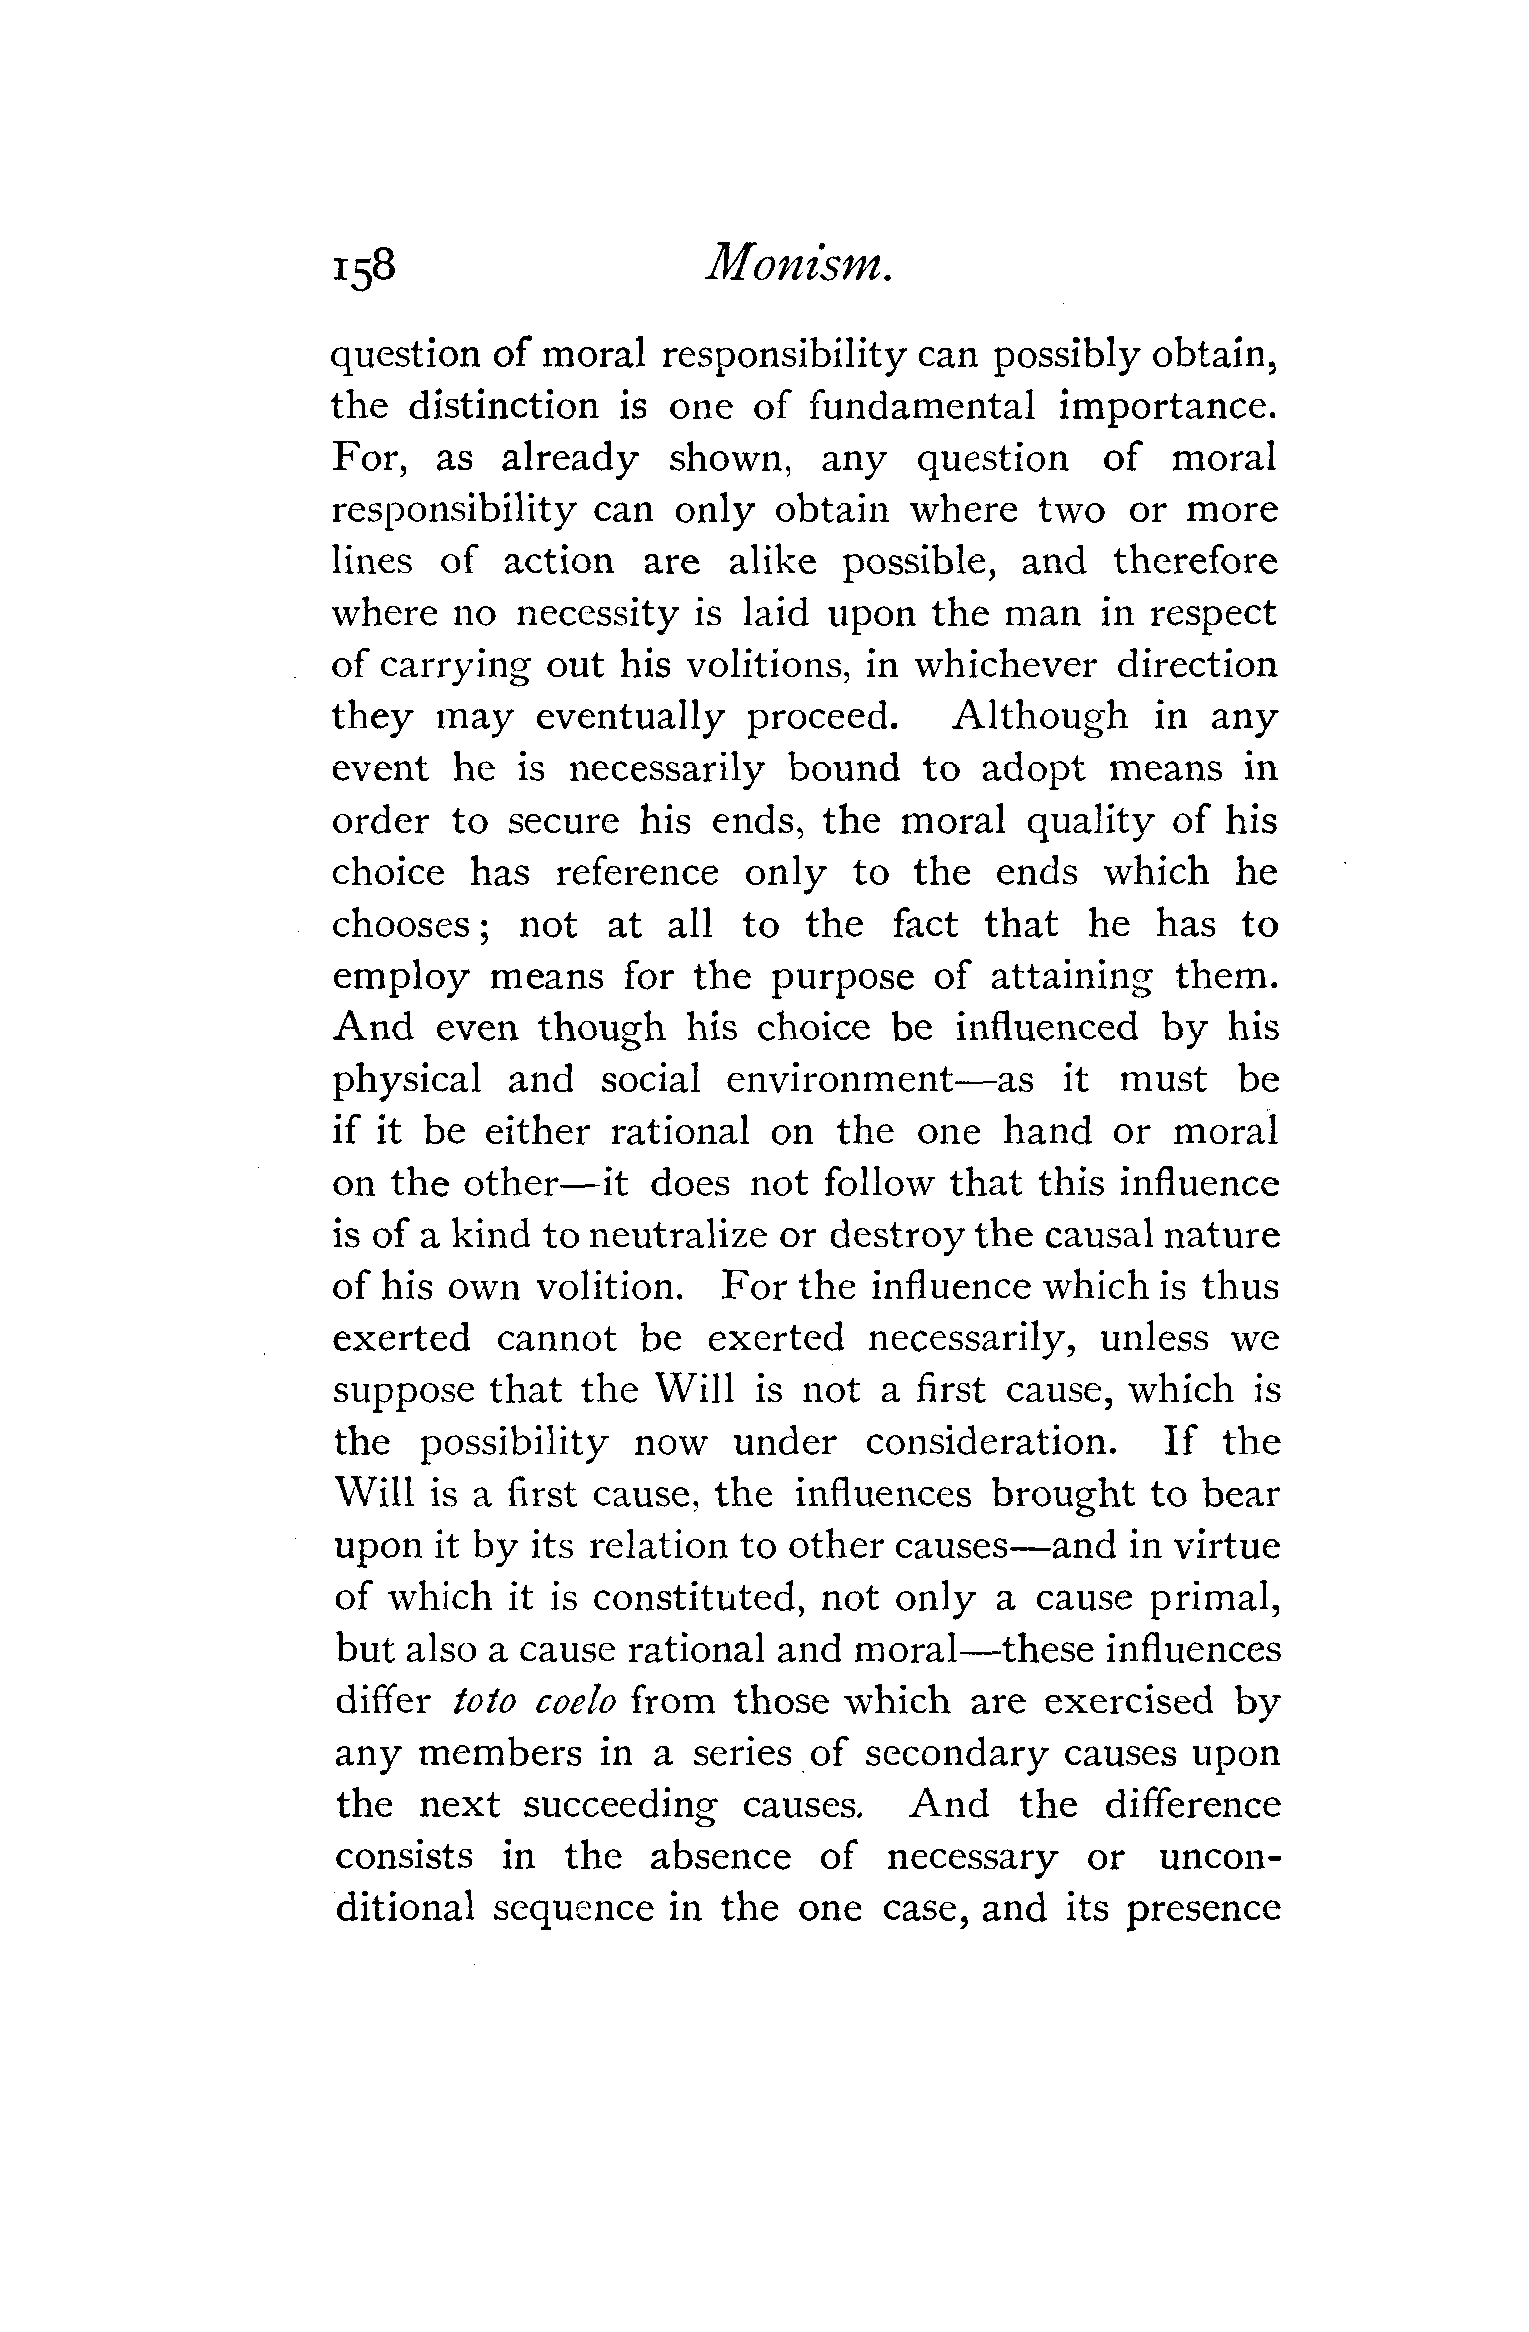 158 Monism.
question of moral responsibility can possibly obtain,
the distinction is one of fundamental importance.
For, as already shown, any question of moral
responsibility can only obtain where two or more
lines of action are alike possible, and therefore
where no necessity is laid upon the man in respect
of carrying out his volitions, in whichever direction
they may eventually proceed. Although in any
event he is necessarily bound to adopt means in
order to secure his ends, the moral quality of his
choice has reference only to the ends which he
chooses; not at all to the fact that he has to
employ means for the purpose of attaining them.
And even though his choice be influenced by his
physical and social environment—as it must be
if it be either rational on the one hand or moral
on the other—it does not follow that this influence
is of a kind to neutralize or destroy the causal nature
of his own volition. For the influence which is thus
exerted cannot be exerted necessarily, unless we
suppose that the Will is not a first cause, which is
the possibility now under consideration. If the
Will is a first cause, the influences brought to bear
upon it by its relation to other causes—and in virtue
of which it is constituted, not only a cause primal,
but also a cause rational and moral—these influences
differ toto coelo from those which are exercised by
any members in a series of secondary causes upon
the next succeeding causes. And the difference
consists in the absence of necessary or uncon-
ditional sequence in the one case, and its presence